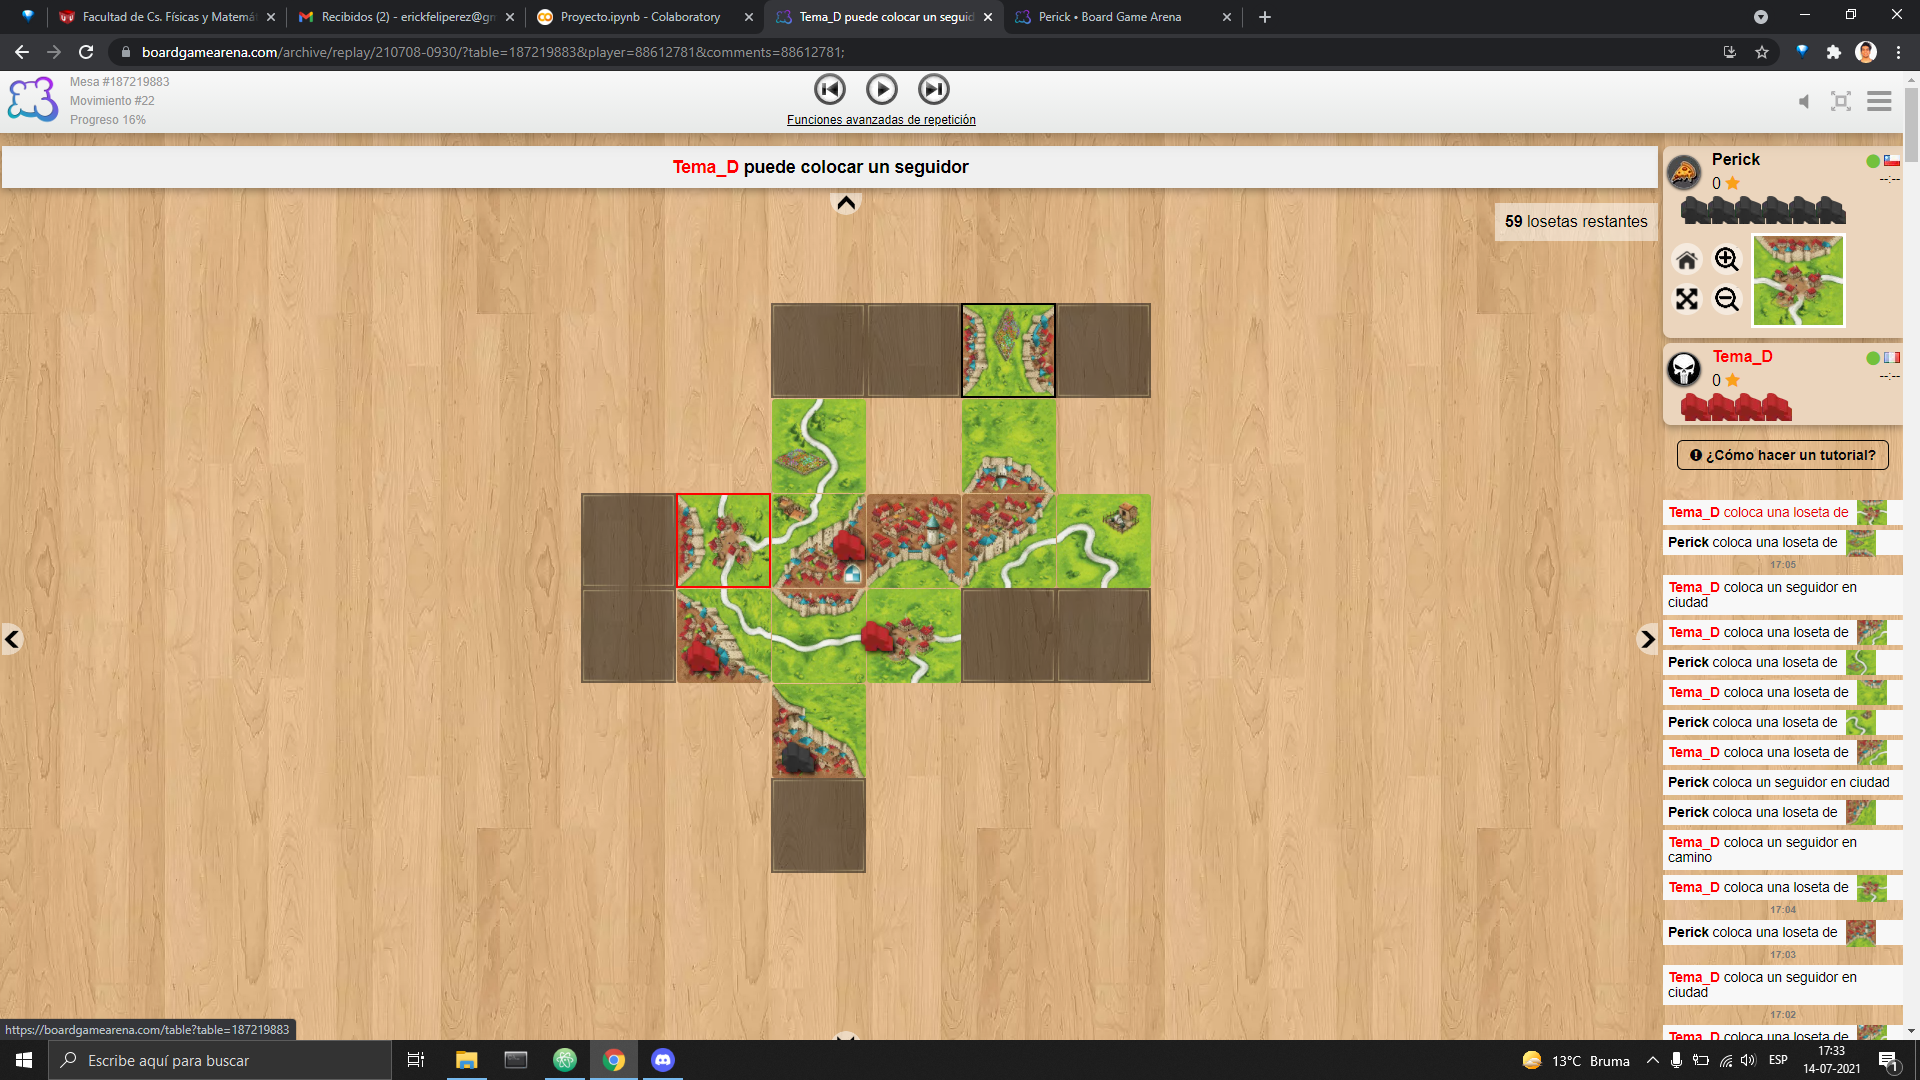 Facultad de Cs. Físicas y Matemá
Recibidos (2) - erickfeliperez@gm
Proyecto.ipynb - Colaboratory
Tema_D puede colocar un seguid
Perick • Board Game Arena
boardgamearena.com/archive/replay/210708-0930/?table=187219883&player=88612781&comments=88612781;
Mesa #187219883
Movimiento #22
Progreso 16%
Funciones avanzadas de repetición
Tema_D puede colocar un seguidor
59 losetas restantes
Perick
0
--:--
Tema_D
0
--:--
¿Cómo hacer un tutorial?
Tema_D coloca una loseta de
Perick coloca una loseta de
17:05
Tema_D coloca un seguidor en
ciudad
Tema_D coloca una loseta de
Perick coloca una loseta de
Tema_D coloca una loseta de
Perick coloca una loseta de
Tema_D coloca una loseta de
Perick coloca un seguidor en ciudad
Perick coloca una loseta de
Tema_D coloca un seguidor en
camino
Tema_D coloca una loseta de
17:04
Perick coloca una loseta de
17:03
Tema_D coloca un seguidor en
ciudad
17:02
Tema_D coloca una loseta de
https://boardgamearena.com/table?table=187219883
Escribe aquí para buscar
13°C Bruma
ESP
17:33
14-07-2021
1